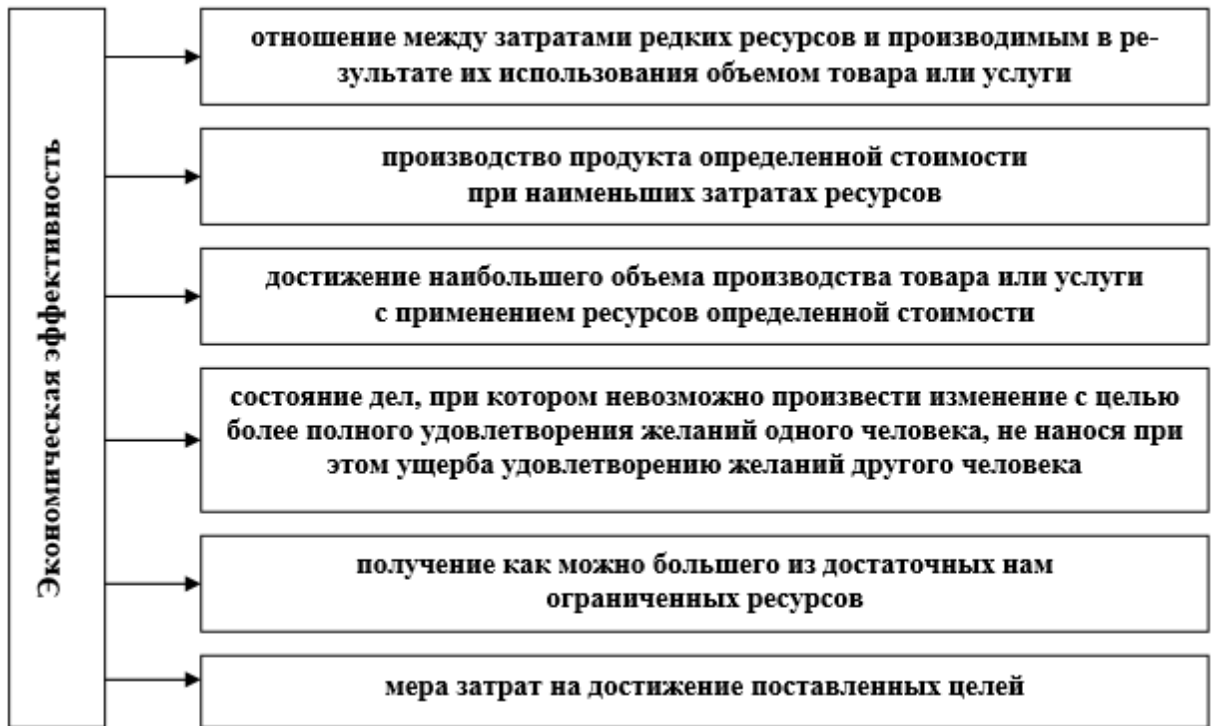 Экономическая эффективность
отношение между затратами редких ресурсов и производимым в ре-
зультате их использования объемом товара или услуги
производство продукта определенной стоимости
при наименьших затратах ресурсов
достижение наибольшего объема производства товара или услуги
с применением ресурсов определенной стоимости
состояние дел, при котором невозможно произвести изменение с целью
более полного удовлетворения желаний одного человека, не нанося при
этом ущерба удовлетворению желаний другого человека
получение как можно большего из достаточных нам
ограниченных ресурсов
мера затрат на достижение поставленных целей